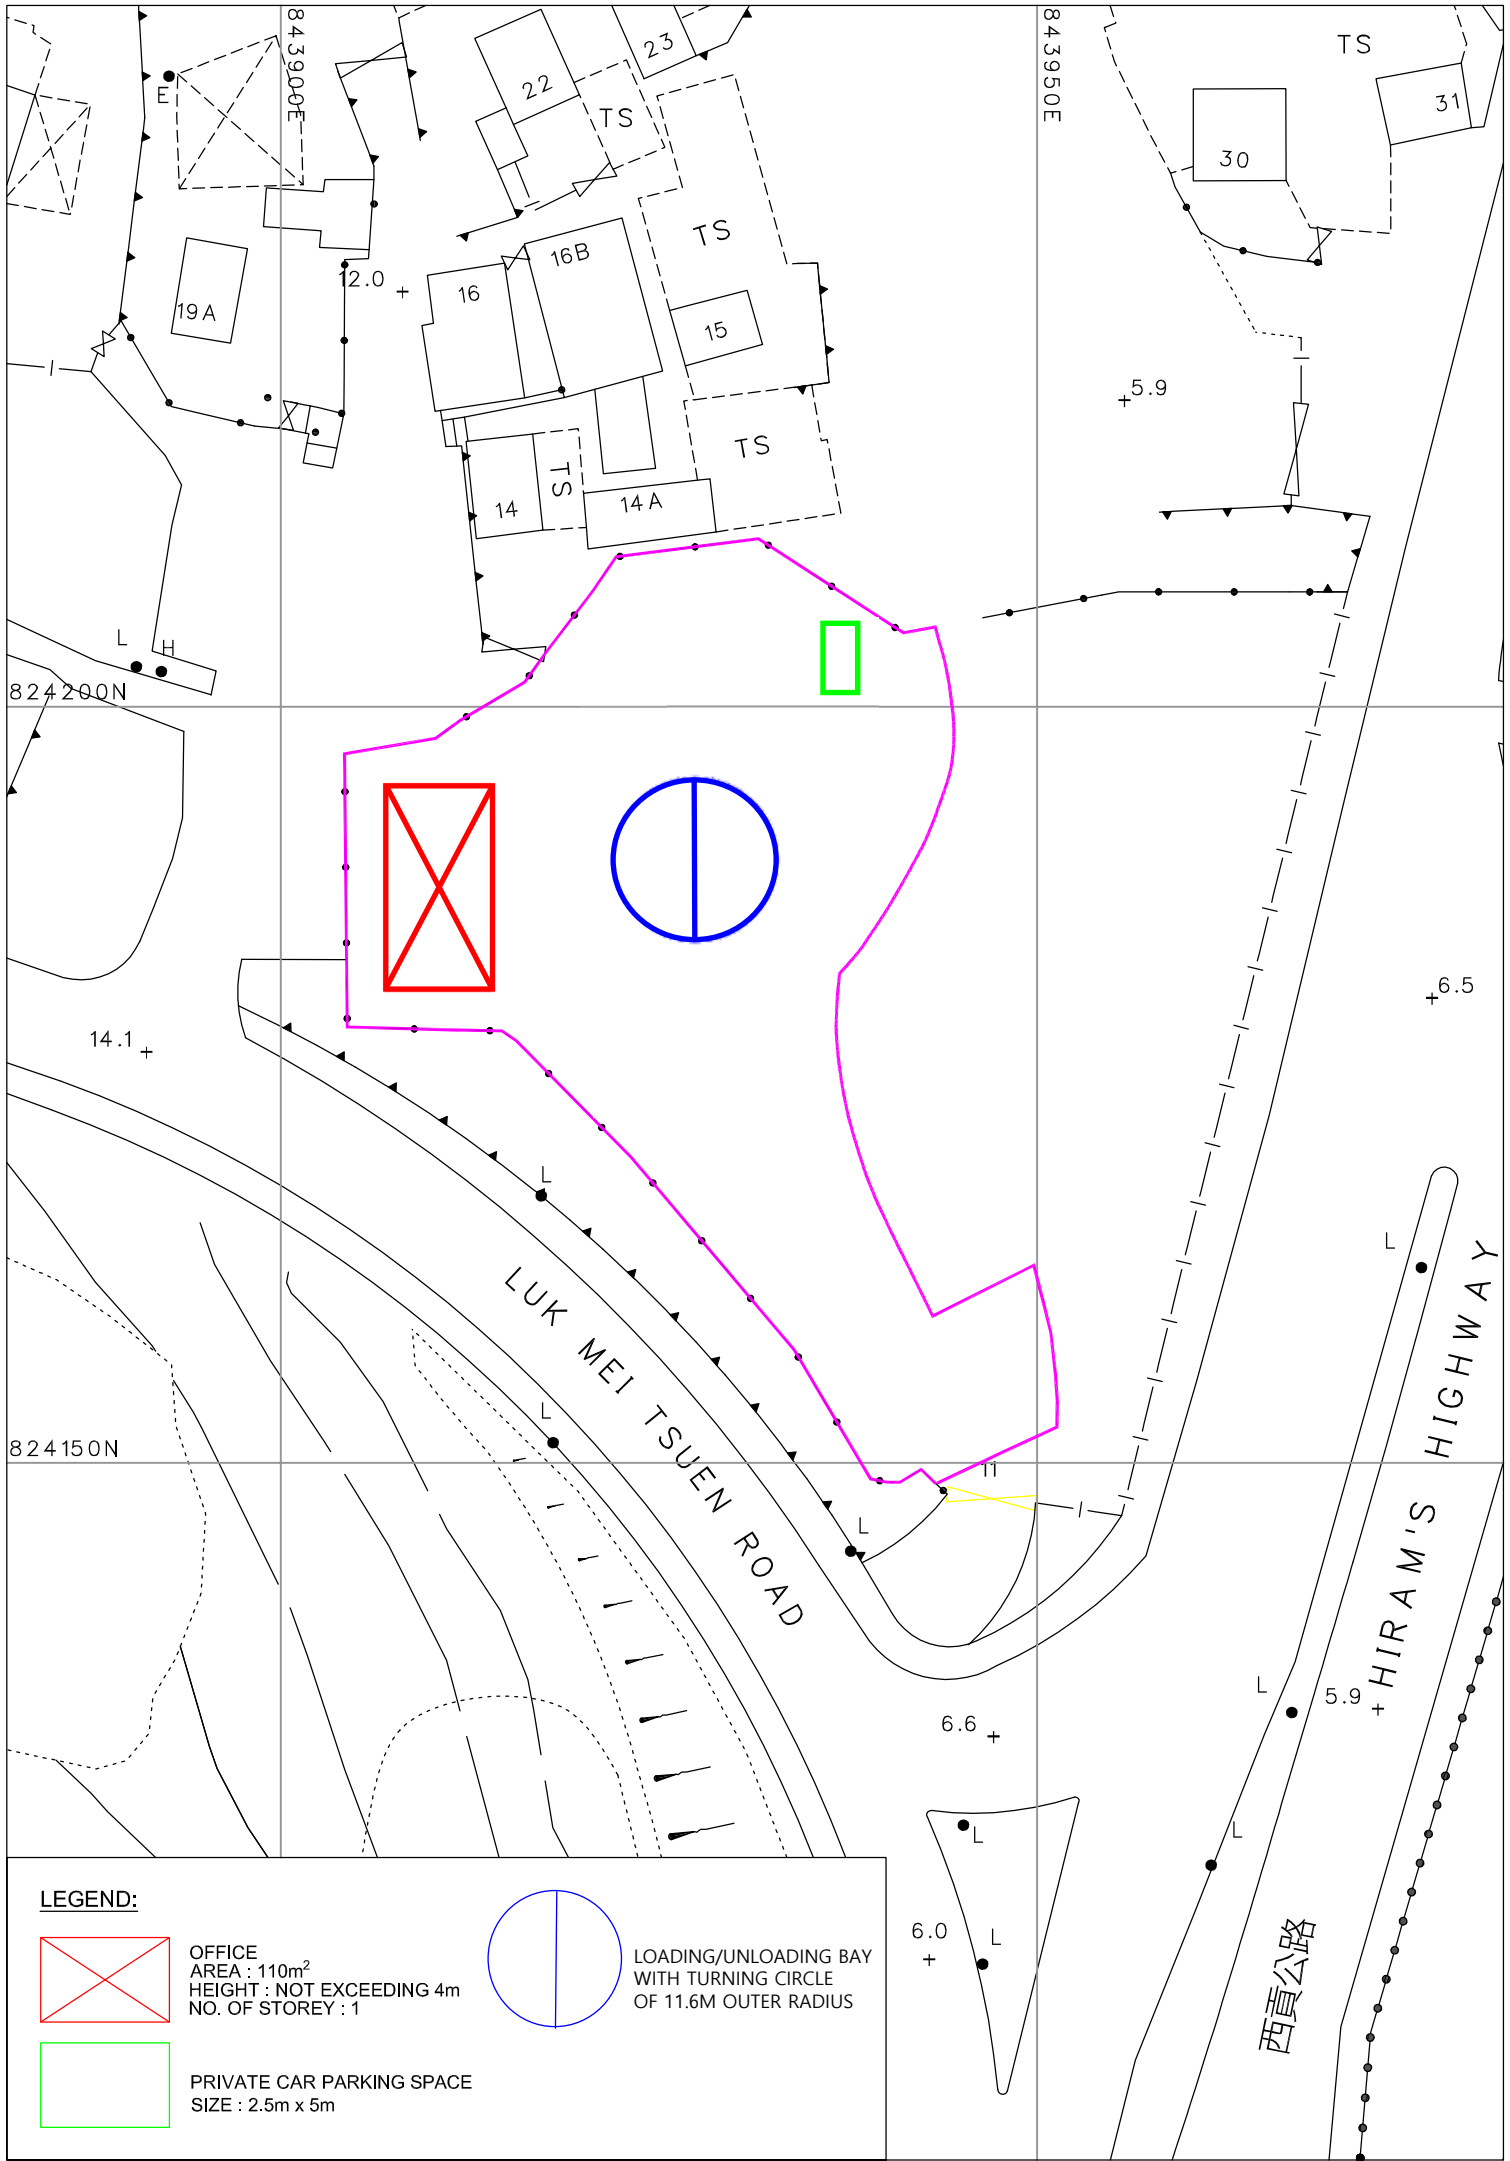 843900E
843950E
23
TS
22
E
TS
31
30
TS
16B
12.0
16
19A
15
5.9
TS
TS
14
14A
L
H
824200N
6.5
14.1
L
L
LUK MEI TSUEN ROAD
L
824150N
11
L
HIRAM'S HIGHWAY
L
5.9
6.6
L
L
6.0
L
西貢公路
LEGEND:
OFFICE
AREA : 110m²
HEIGHT : NOT EXCEEDING 4m
NO. OF STOREY : 1
LOADING/UNLOADING BAY
WITH TURNING CIRCLE
OF 11.6M OUTER RADIUS
PRIVATE CAR PARKING SPACE
SIZE : 2.5m x 5m